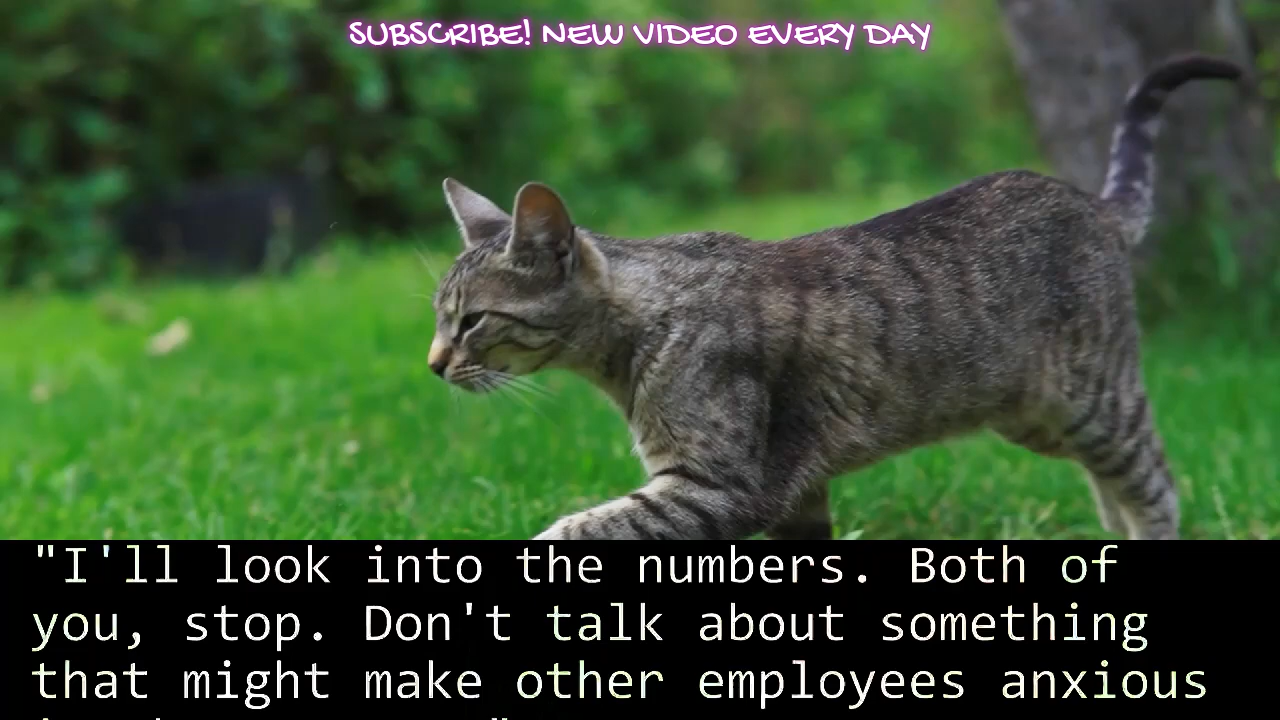 SUBSCRIBE! NEW VIDEO EVERY DAY
"I'll look into the numbers. Both of
you, stop. Don't talk about something
that might make other employees anxious